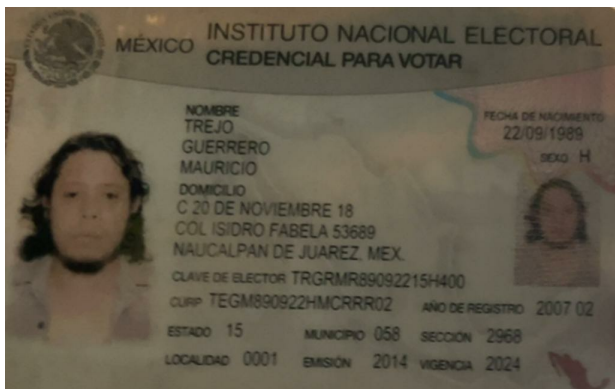 MÉXICO INSTITUTO NACIONAL ELECTORAL
CREDENCIAL PARA VOTAR
NOMBRE
TREJO
GUERRERO
MAURICIO
FECHA DE NACIMIENTO
22/09/1989
SEXO H
DOMICILIO
C 20 DE NOVIEMBRE 18
COL ISIDRO FABELA 53689
NAUCALPAN DE JUAREZ, MEX.
CLAVE DE ELECTOR TRGRMR89092215H400
CURP TEGM890922HMCRRR02 AÑO DE REGISTRO 2007 02
ESTADO 15 MUNICIPIO 058 SECCIÓN 2968
LOCALIDAD 0001 EMISIÓN 2014 VIGENCIA 2024